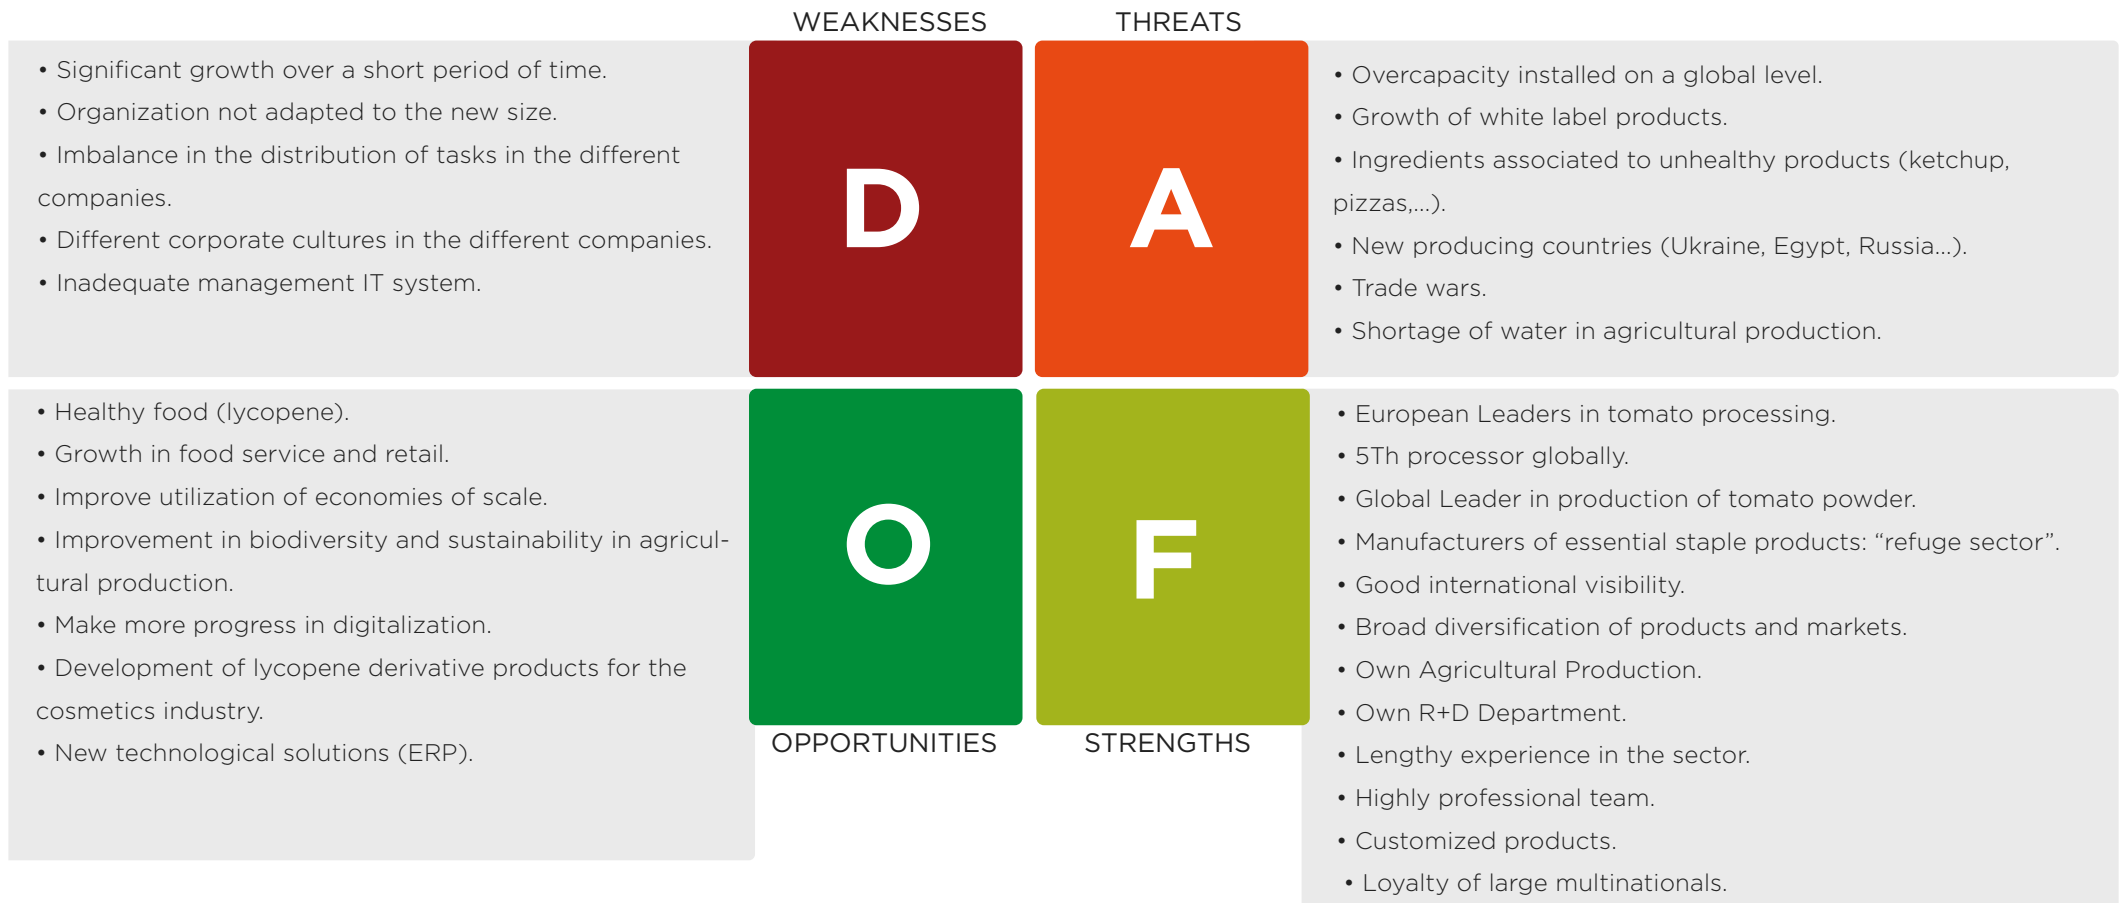 WEAKNESSES
• Significant growth over a short period of time.
• Organization not adapted to the new size.
• Imbalance in the distribution of tasks in the different
companies.
• Different corporate cultures in the different companies.
• Inadequate management IT system.
D
THREATS
A
• Overcapacity installed on a global level.
• Growth of white label products.
• Ingredients associated to unhealthy products (ketchup,
pizzas,...).
• New producing countries (Ukraine, Egypt, Russia...).
• Trade wars.
• Shortage of water in agricultural production.
• Healthy food (lycopene).
• Growth in food service and retail.
• Improve utilization of economies of scale.
• Improvement in biodiversity and sustainability in agricul-
tural production.
• Make more progress in digitalization.
• Development of lycopene derivative products for the
cosmetics industry.
• New technological solutions (ERP).
O
OPPORTUNITIES
F
STRENGTHS
• European Leaders in tomato processing.
• 5Th processor globally.
• Global Leader in production of tomato powder.
• Manufacturers of essential staple products: “refuge sector”.
• Good international visibility.
• Broad diversification of products and markets.
• Own Agricultural Production.
• Own R+D Department.
• Lengthy experience in the sector.
• Highly professional team.
• Customized products.
• Loyalty of large multinationals.